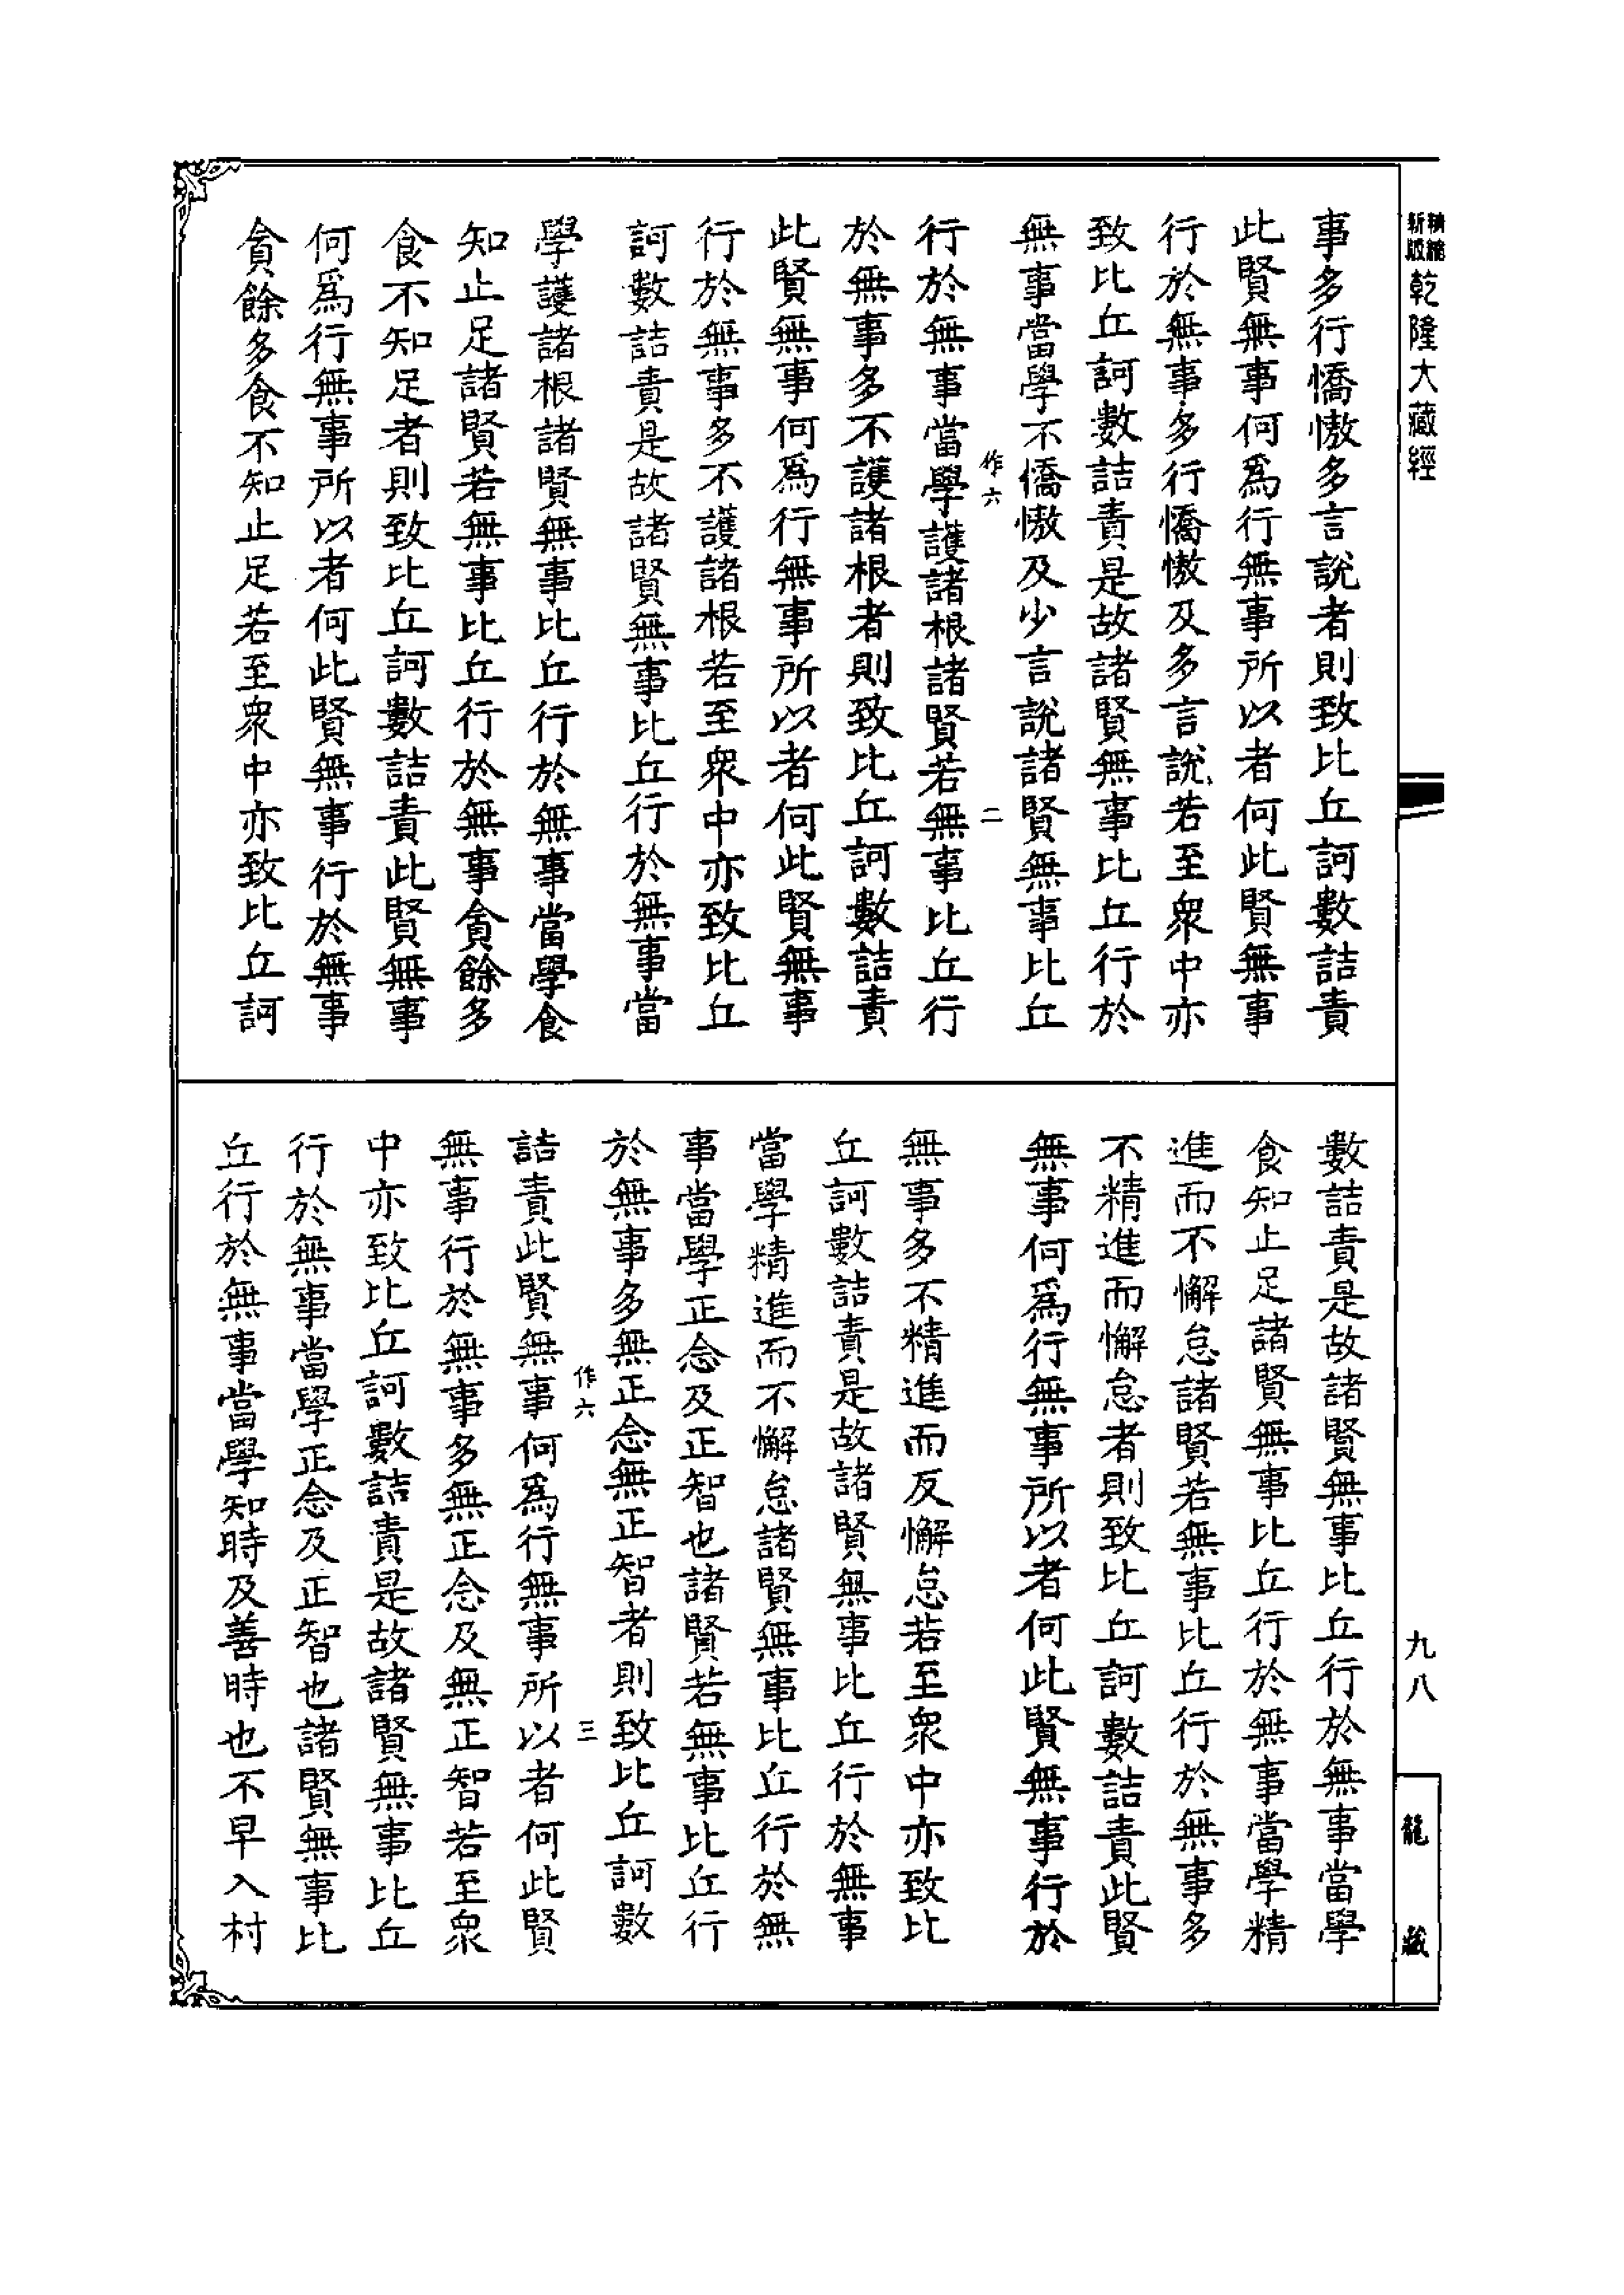 精縮
新版
乾隆大藏經
九八
龍藏
事多行憍慠多言說者則致比丘訶數詰責
此賢無事何爲行無事所以者何此賢無事
行於無事多行憍慠及多言說若至衆中亦
致比丘訶數詰責是故諸賢無事比丘行於
無事當學不憍慠及少言說諸賢無事比丘
作六
二
行於無事當學護諸根諸賢若無事比丘行
於無事多不護諸根者則致比丘訶數詰責
此賢無事何爲行無事所以者何此賢無事
行於無事多不護諸根若至衆中亦致比丘
訶數詰責是故諸賢無事比丘行於無事當
學護諸根諸賢無事比丘行於無事當學食
知止足諸賢若無事比丘行於無事貪餘多
食不知足者則致比丘訶數詰責此賢無事
何爲行無事所以者何此賢無事行於無事
貪餘多食不知止足若至衆中亦致比丘訶
數詰責是故諸賢無事比丘行於無事當學
食知止足諸賢無事比丘行於無事當學精
進而不懈怠諸賢若無事比丘行於無事多
不精進而懈怠者則致比丘訶數詰責此賢
無事何爲行無事所以者何此賢無事行於
無事多不精進而反懈怠若至衆中亦致比
丘訶數詰責是故諸賢無事比丘行於無事
當學精進而不懈怠諸賢無事比丘行於無
事當學正念及正智也諸賢若無事比丘行
於無事多無正念無正智者則致比丘訶數
作六
三
詰責此賢無事何爲行無事所以者何此賢
無事行於無事多無正念及無正智若至衆
中亦致比丘訶數詰責是故諸賢無事比丘
行於無事當學正念及正智也諸賢無事比
丘行於無事當學知時及善時也不早入村